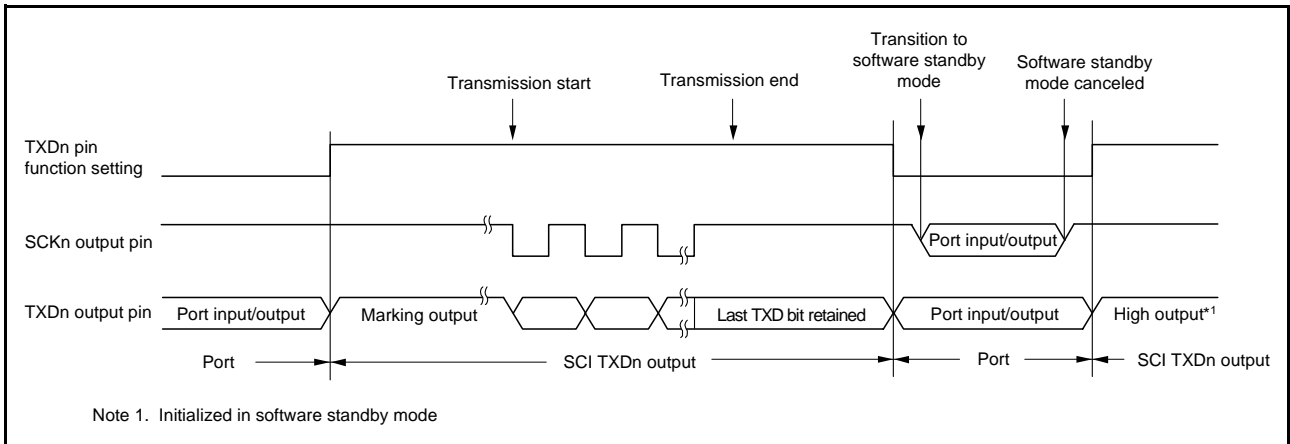 Transition to
software standby
mode
Software standby
mode canceled
Transmission start
Transmission end
TXDn pin
function setting
SCKn output pin
Port input/output
TXDn output pin
Port input/output
Marking output
Last TXD bit retained
Port input/output
High output*1
Port
SCI TXDn output
Port
SCI TXDn output
Note 1. Initialized in software standby mode